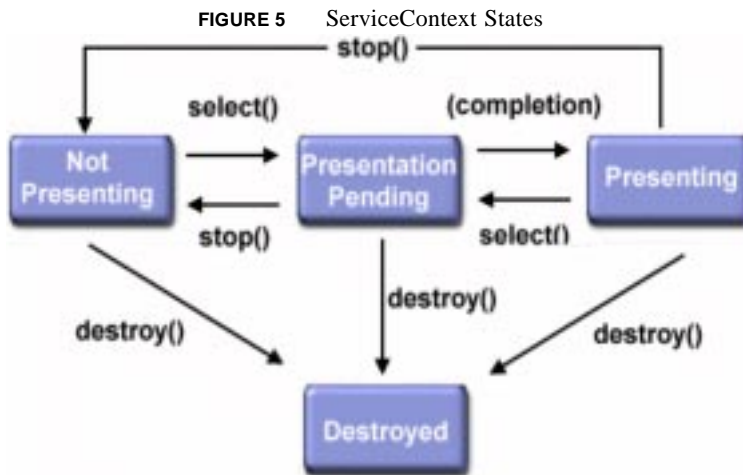 FIGURE 5 ServiceContext States
stop()
select()
(completion)
Not
Presenting
Presentation
Pending
Presenting
stop()
select()
destroy()
destroy()
destroy()
Destroyed